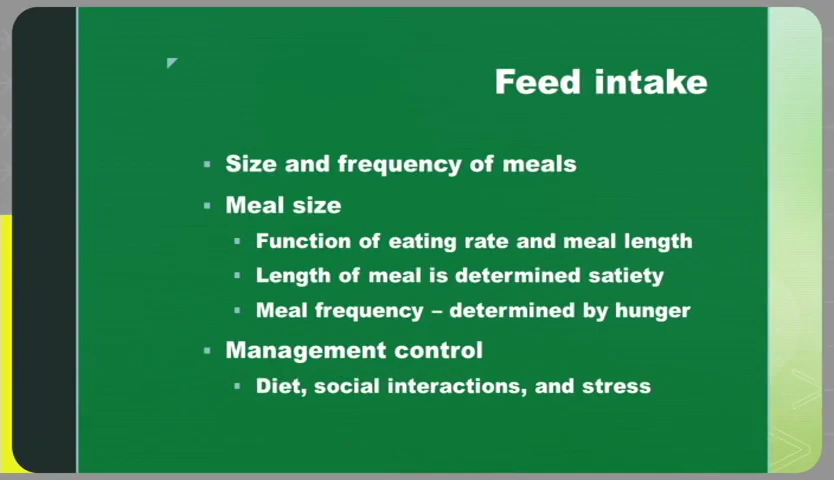 Feed intake
Size and frequency of meals
Meal size
Function of eating rate and meal length
Length of meal is determined satiety
Meal frequency – determined by hunger
Management control
Diet, social interactions, and stress